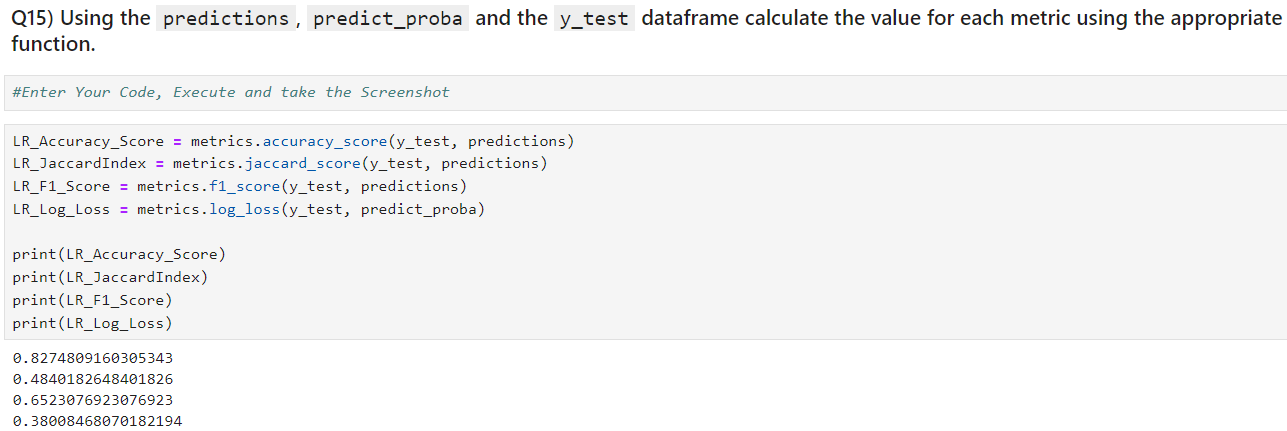 Q15) Using the predictions, predict_proba and the y_test dataframe calculate the value for each metric using the appropriate
function.
#Enter Your Code, Execute and take the Screenshot
LR_Accuracy_Score = metrics.accuracy_score(y_test, predictions)
LR_JaccardIndex = metrics.jaccard_score(y_test, predictions)
LR_F1_Score = metrics.f1_score(y_test, predictions)
LR_Log_Loss = metrics.log_loss(y_test, predict_proba)
print(LR_Accuracy_Score)
print(LR_JaccardIndex)
print(LR_F1_Score)
print(LR_Log_Loss)
0.8274809160305343
0.4840182648401826
0.6523076923076923
0.38008468070182194